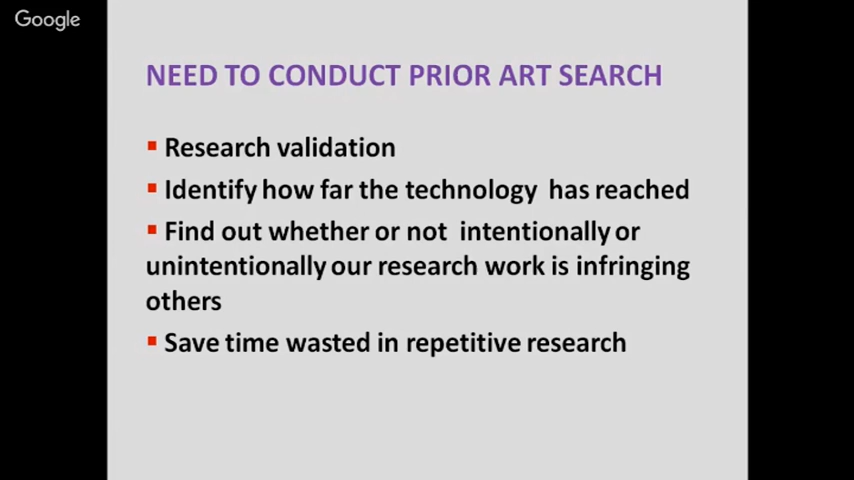 Google
NEED TO CONDUCT PRIOR ART SEARCH
▪ Research validation
▪ Identify how far the technology has reached
▪ Find out whether or not intentionally or
unintentionally our research work is infringing
others
▪ Save time wasted in repetitive research